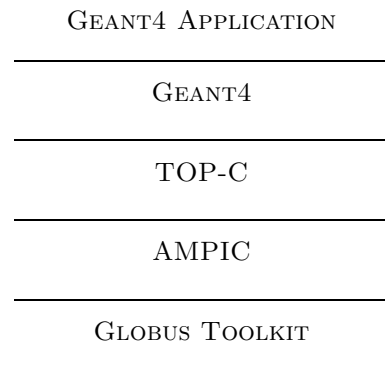 Geant4 Application
Geant4
TOP-C
AMPIC
Globus Toolkit